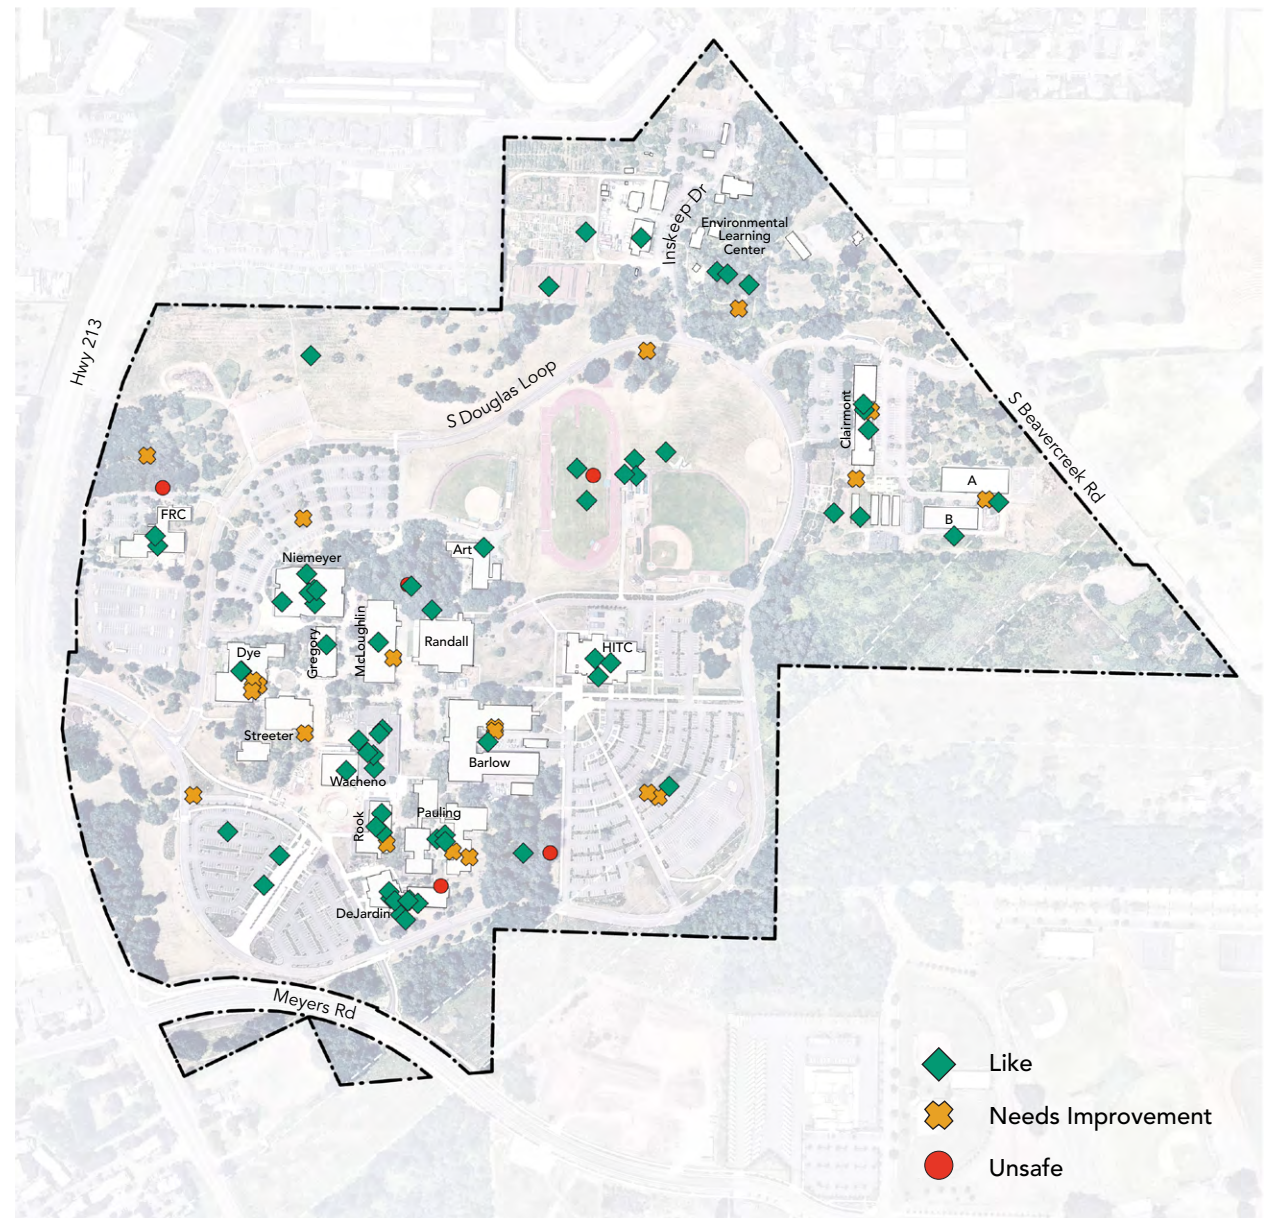 Inskeep Dr
Environmental
Learning
Center
Hwy 213
S Douglas Loop
S Beavercreek Rd
Clairmont
A
B
FRC
Niemeyer
Art
McLoughlin
Gregory
Randall
HITC
Dye
Streeter
Wacheno
Barlow
Pauling
Rook
DeJardin
Meyers Rd
Like
Needs Improvement
Unsafe